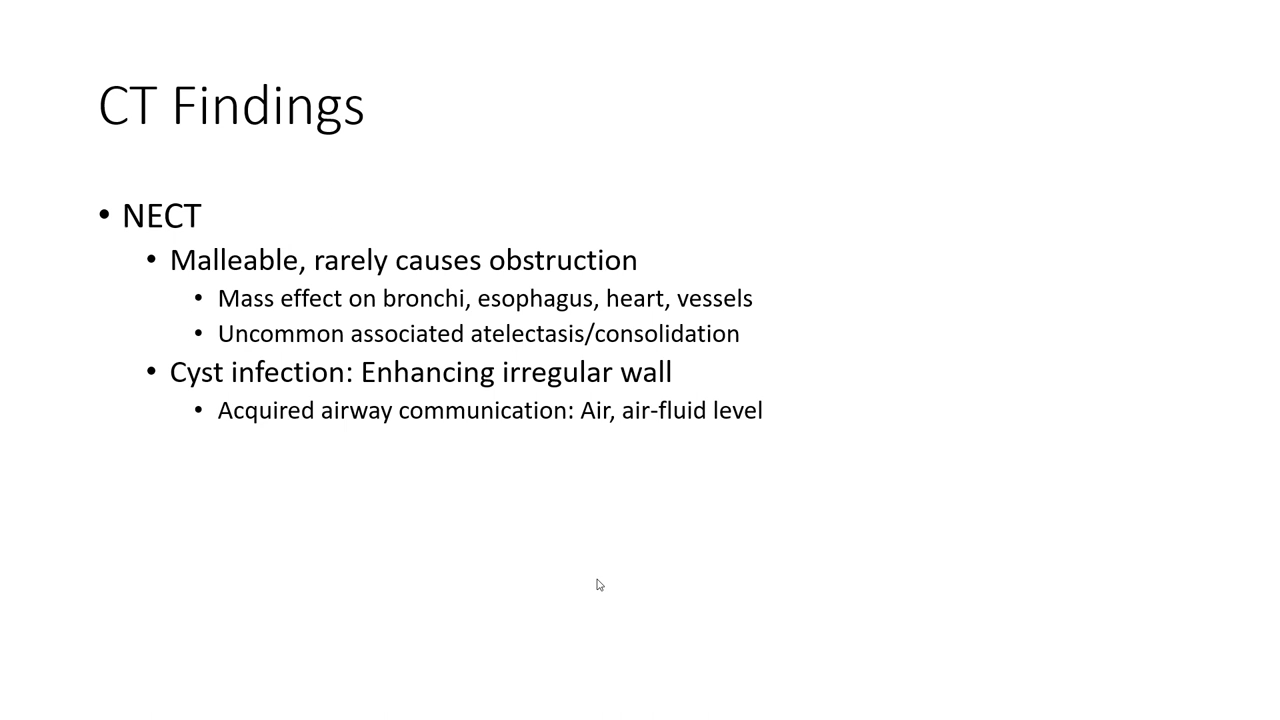 CT Findings
• NECT
• Malleable, rarely causes obstruction
• Mass effect on bronchi, esophagus, heart, vessels
• Uncommon associated atelectasis/consolidation
• Cyst infection: Enhancing irregular wall
• Acquired airway communication: Air, air-fluid level